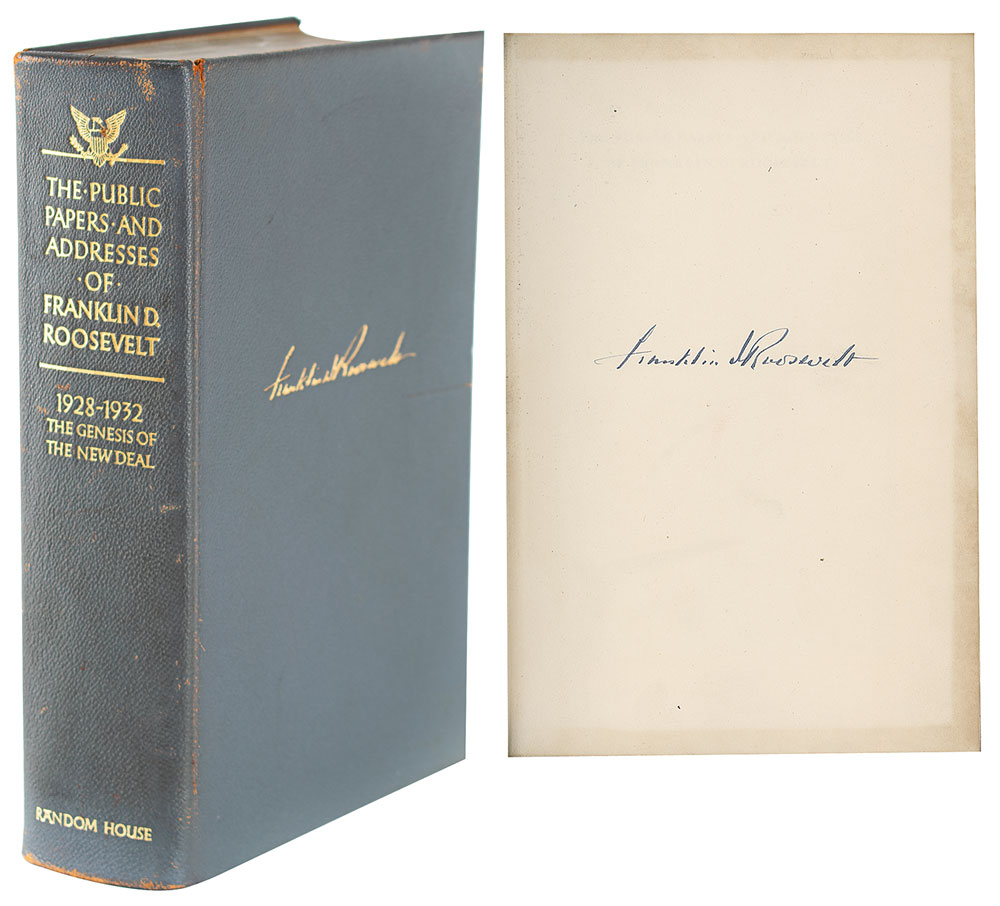 THE·PUBLIC
PAPERS·AND
ADDRESSES
·OF·
FRANKLIN D.
ROOSEVELT
1928-1932
THE GENESIS OF
THE NEW DEAL
RANDOM HOUSE
Franklin D Roosevelt
Franklin D Roosevelt